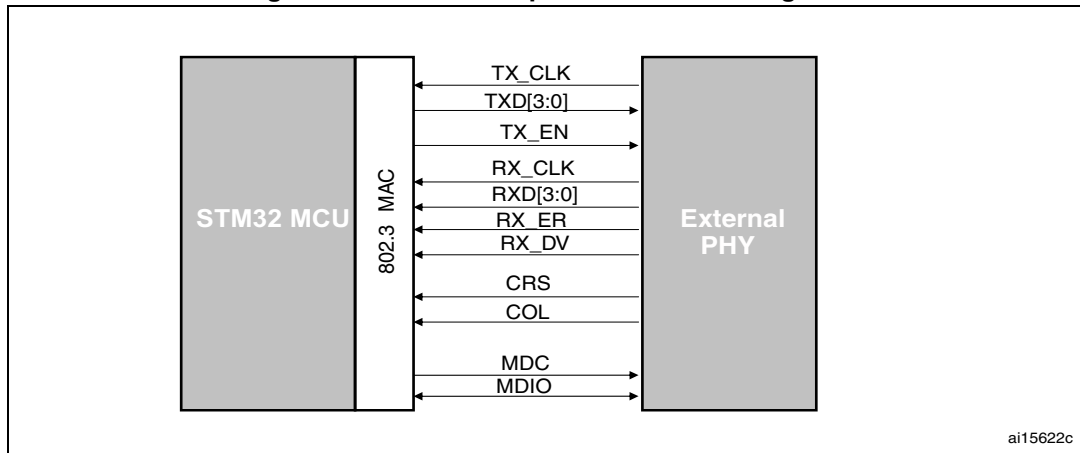 TX_CLK
TXD[3:0]
TX_EN
RX_CLK
RXD[3:0]
RX_ER
RX_DV
CRS
COL
MDC
MDIO
STM32 MCU
802.3 MAC
External
PHY
ai15622c